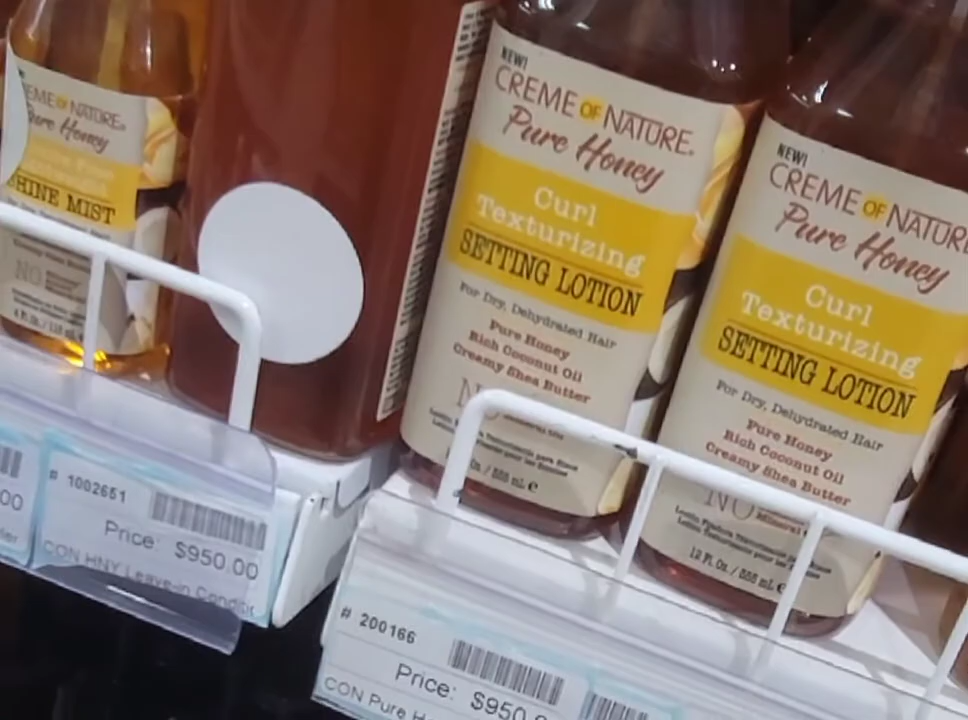 CREME OF NATURE
Pure Honey
SHINE MIST
NO
NEW!
CREME OF NATURE®
Pure Honey
Curl
Texturizing
SETTING LOTION
For Dry, Dehydrated Hair
Pure Honey
Rich Coconut Oil
Creamy Shea Butter
NEW!
CREME OF NATURE
Pure Honey
Curl
Texturizing
SETTING LOTION
For Dry, Dehydrated Hair
Pure Honey
Rich Coconut Oil
Creamy Shea Butter
NO Mineral
12 Fl. Oz. / 355 mL e
# 1002651
Price: $950.00
CON HNY Leave-in Conditir
# 200166
Price: $950.0
CON Pure H